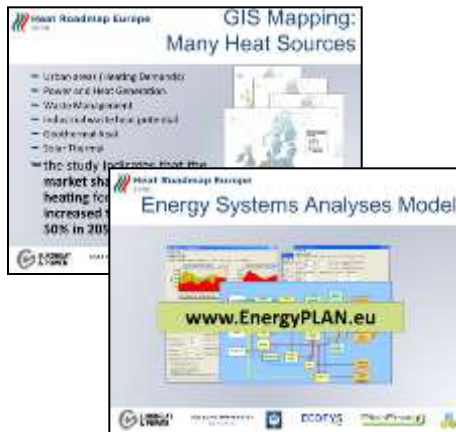 Heat Roadmap Europe
GIS Mapping:
Many Heat Sources
Urban areas (Heating Demands)
Power and Heat Generation
Waste Management
Industrial waste heat potential
Geothermal heat
Solar Thermal
the study indicates that the
market sha
heating for
increased t
50% in 205
Heat Roadmap Europe
Energy Systems Analyses Model
www.EnergyPLAN.eu
ECOFYS
PlanEnergi